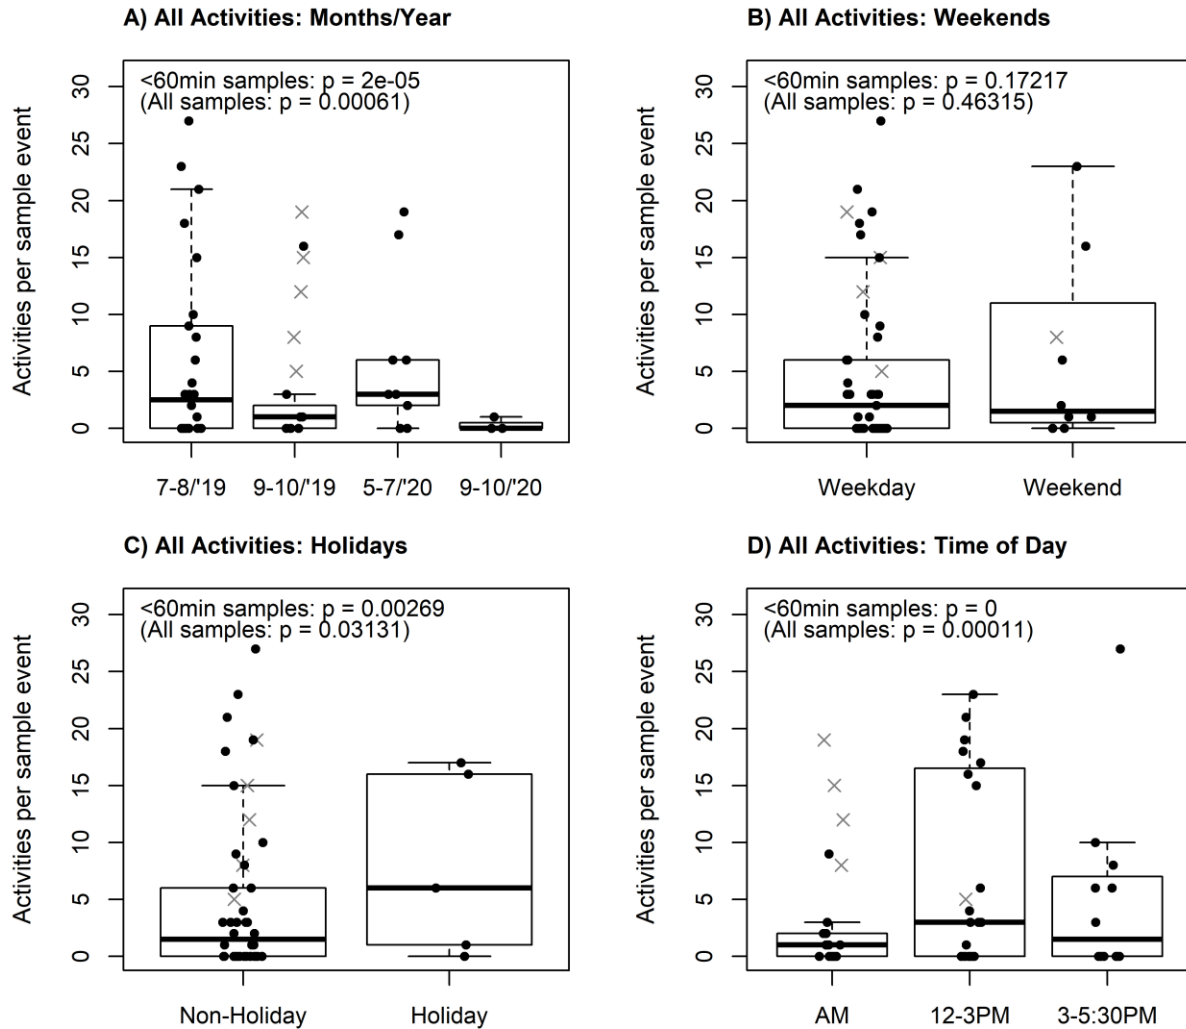 A) All Activities: Months/Year
<60min samples: p = 2e-05
(All samples: p = 0.00061)
Activities per sample event
30
25
20
15
10
5
0
7-8/'19 9-10/'19 5-7/'20 9-10/'20
B) All Activities: Weekends
<60min samples: p = 0.17217
(All samples: p = 0.46315)
Activities per sample event
30
25
20
15
10
5
0
Weekday Weekend
C) All Activities: Holidays
<60min samples: p = 0.00269
(All samples: p = 0.03131)
Activities per sample event
30
25
20
15
10
5
0
Non-Holiday Holiday
D) All Activities: Time of Day
<60min samples: p = 0
(All samples: p = 0.00011)
Activities per sample event
30
25
20
15
10
5
0
AM 12-3PM 3-5:30PM